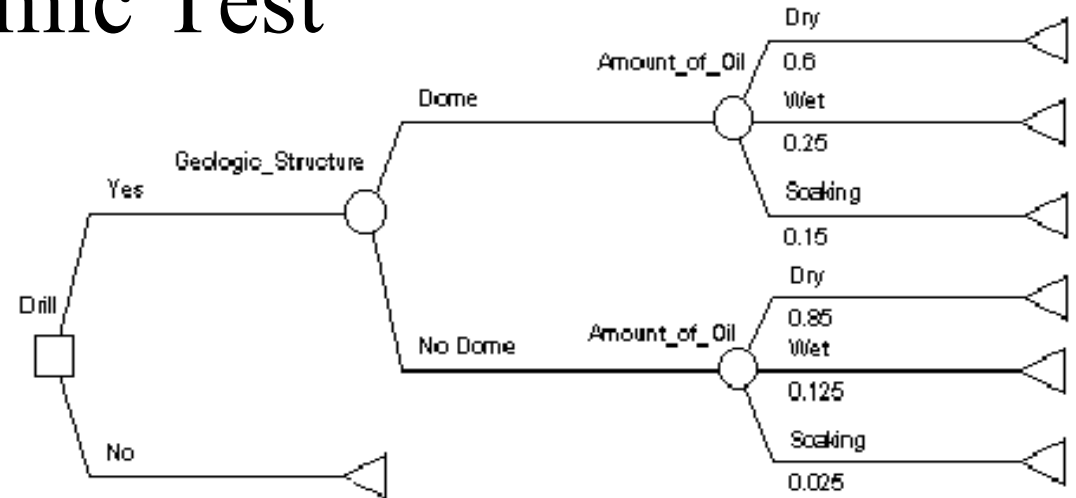 mic Test
Dry
Amount_of_Oil
0.6
Dome
Wet
0.25
Geologic_Structure
Yes
Soaking
0.15
Dry
Drill
0.85
No Dome
Amount_of_Oil
Wet
0.125
No
Soaking
0.025